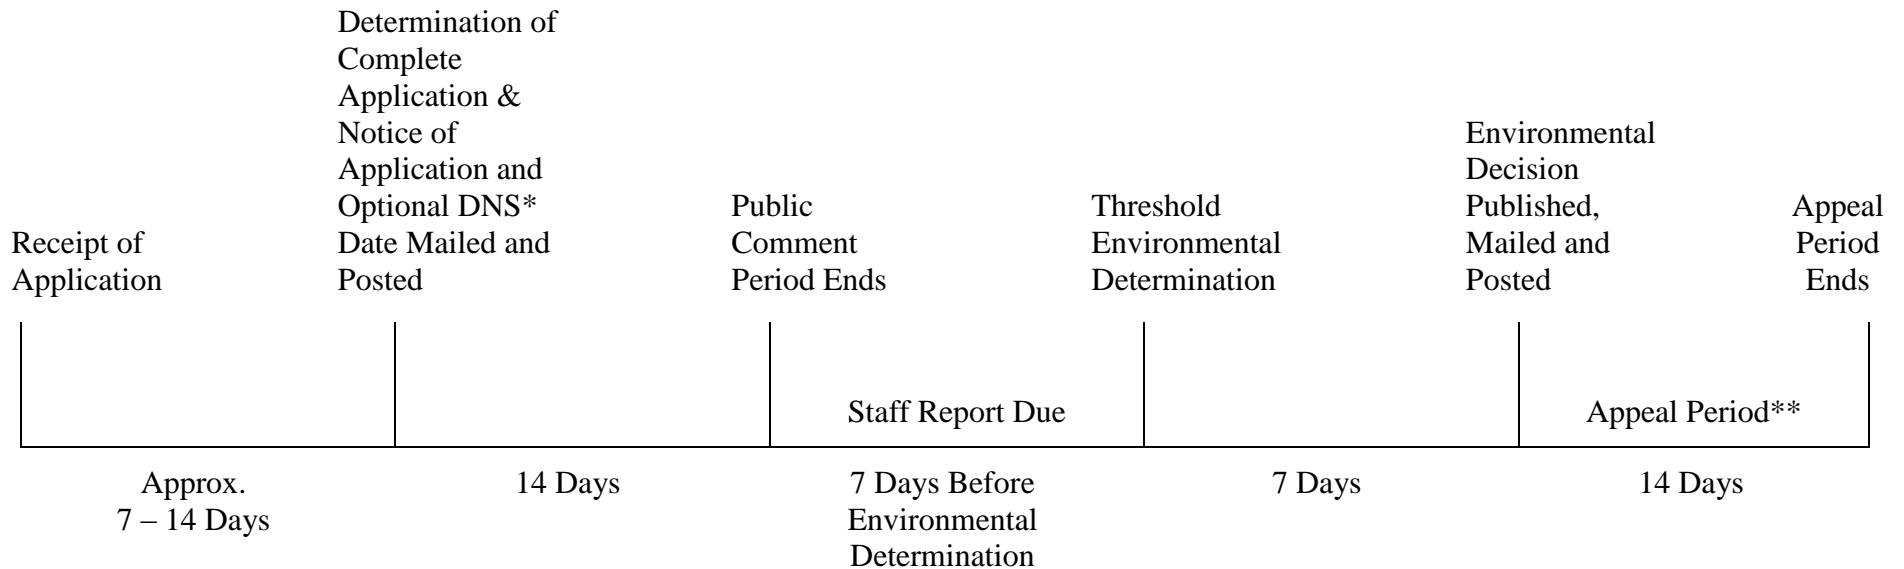 Receipt of
Application
Determination of
Complete
Application &
Notice of
Application and
Optional DNS*
Date Mailed and
Posted
Public
Comment
Period Ends
Threshold
Environmental
Determination
Environmental
Decision
Published,
Mailed and
Posted
Appeal
Period
Ends
Staff Report Due
Appeal Period**
Approx.
7 – 14 Days
14 Days
7 Days Before
Environmental
Determination
7 Days
14 Days